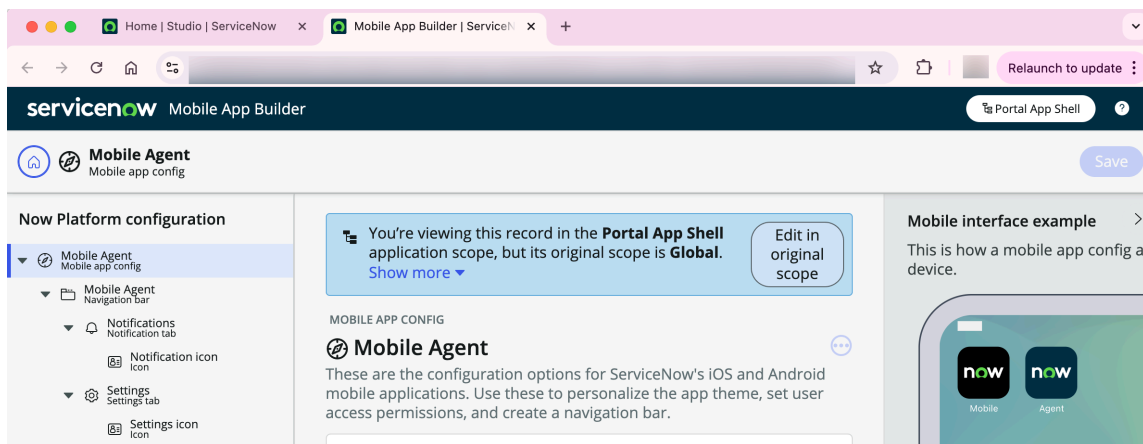 Home | Studio | ServiceNow
Mobile App Builder | ServiceN
Relaunch to update
servicenow Mobile App Builder
Portal App Shell
?
Mobile Agent
Mobile app config
Save
Now Platform configuration
Mobile Agent
Mobile app config
Mobile Agent
Navigation bar
Notifications
Notification tab
Notification icon
Icon
Settings
Settings tab
Settings icon
Icon
You're viewing this record in the Portal App Shell
application scope, but its original scope is Global.
Show more
Edit in
original
scope
MOBILE APP CONFIG
Mobile Agent
These are the configuration options for ServiceNow's iOS and Android
mobile applications. Use these to personalize the app theme, set user
access permissions, and create a navigation bar.
Mobile interface example
This is how a mobile app config a
device.
now
now
Mobile
Agent